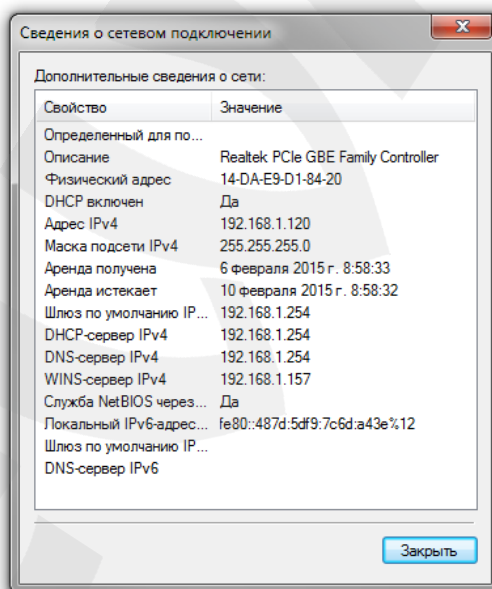 Сведения о сетевом подключении
Дополнительные сведения о сети:
Свойство Значение
Определенный для по...
Описание Realtek PCIe GBE Family Controller
Физический адрес 14-DA-E9-D1-84-20
DHCP включен Да
Адрес IPv4 192.168.1.120
Маска подсети IPv4 255.255.255.0
Аренда получена 6 февраля 2015 г. 8:58:33
Аренда истекает 10 февраля 2015 г. 8:58:32
Шлюз по умолчанию IP... 192.168.1.254
DHCP-сервер IPv4 192.168.1.254
DNS-сервер IPv4 192.168.1.254
WINS-сервер IPv4 192.168.1.157
Служба NetBIOS через... Да
Локальный IPv6-адрес... fe80::487d:5df9:7c6d:a43e%12
Шлюз по умолчанию IP...
DNS-сервер IPv6
Закрыть